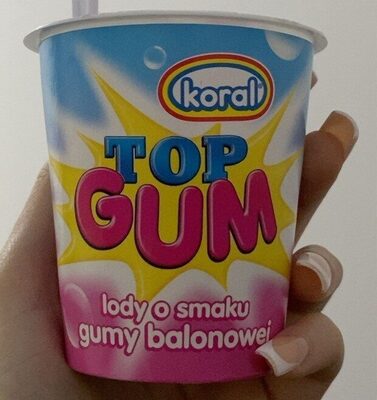 koral
TOP
GUM
lody o smaku
gumy balonowej